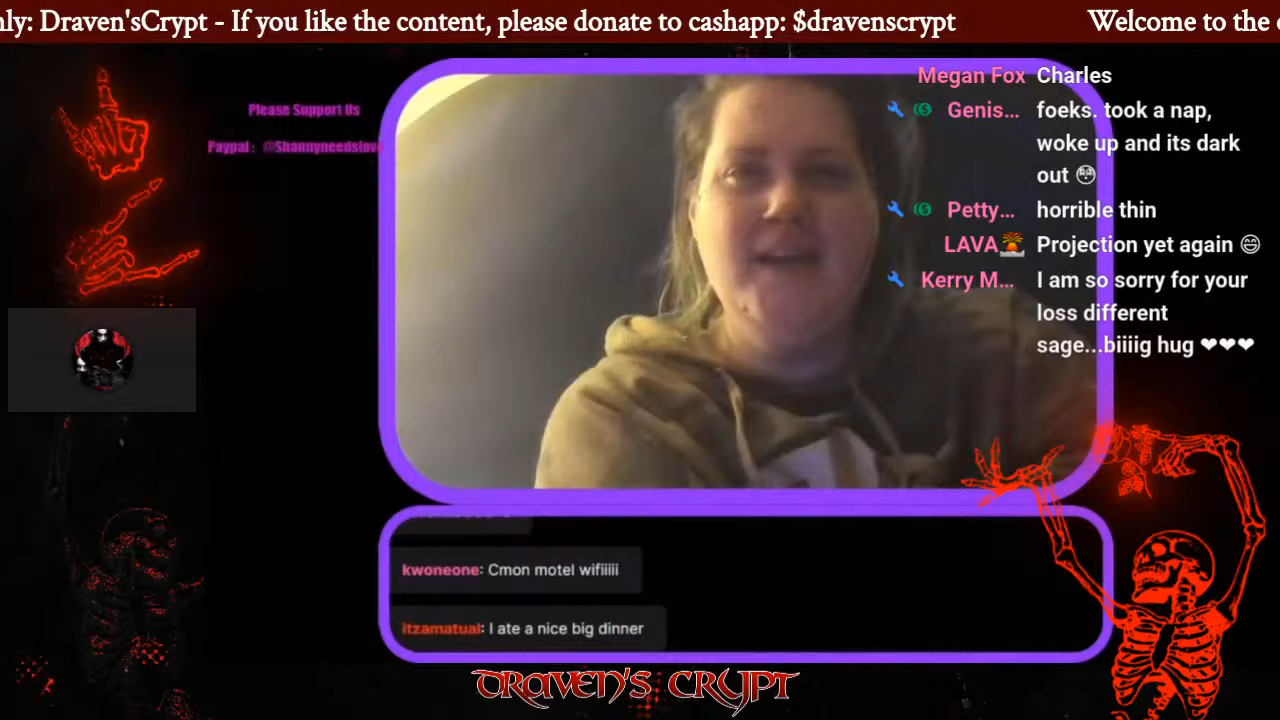 nly: Draven'sCrypt - If you like the content, please donate to cashapp: $dravenscrypt Welcome to the
Please Support Us
Paypal : @Shannyneedslove
Megan Fox Charles
Genis... foeks. took a nap,
woke up and its dark
out 😳
Petty... horrible thin
LAVA🌋 Projection yet again 😄
Kerry M... I am so sorry for your
loss different
sage...biiiig hug ❤❤❤
kwoneone: Cmon motel wifiiiii
itzamatual: I ate a nice big dinner
DRAVEN'S CRYPT